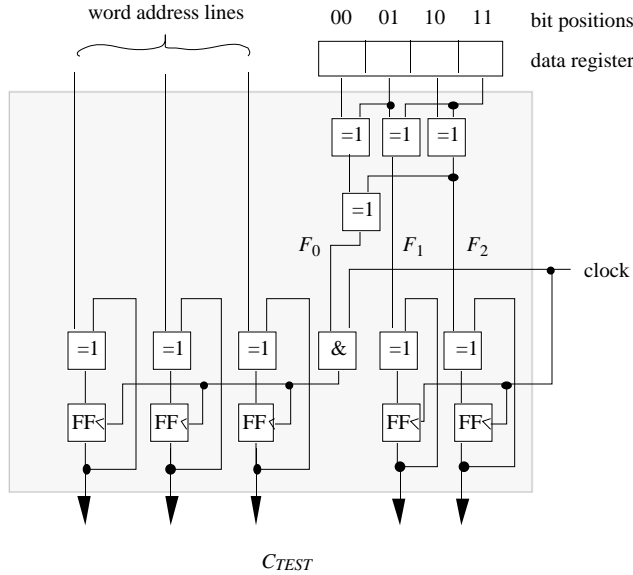 word address lines
00 01 10 11 bit positions
data register
=1 =1 =1
=1
F0 F1 F2
clock
=1 =1 =1 & =1 =1
FF FF FF FF FF
CTEST